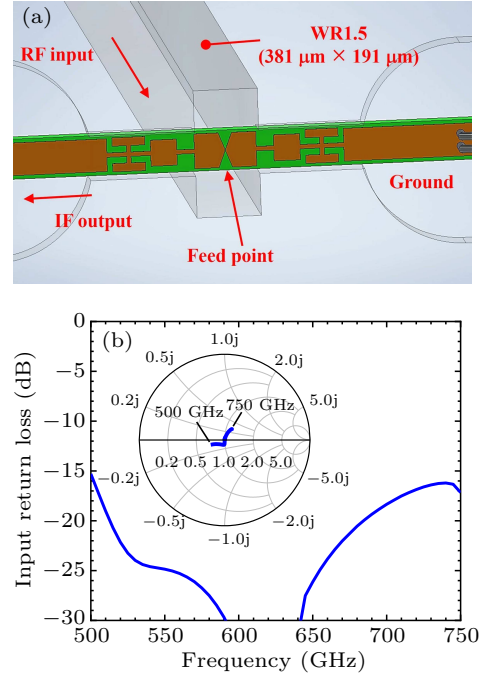 (a)
RF input
WR1.5
(381 μm × 191 μm)
Ground
IF output
Feed point
(b)
Input return loss (dB)
0
−5
−10
−15
−20
−25
−30
500
550
600
650
700
750
Frequency (GHz)
1.0j
0.5j
2.0j
0.2j
5.0j
500 GHz
750 GHz
0.2 0.5 1.0 2.0 5.0
−0.2j
−5.0j
−0.5j
−2.0j
−1.0j